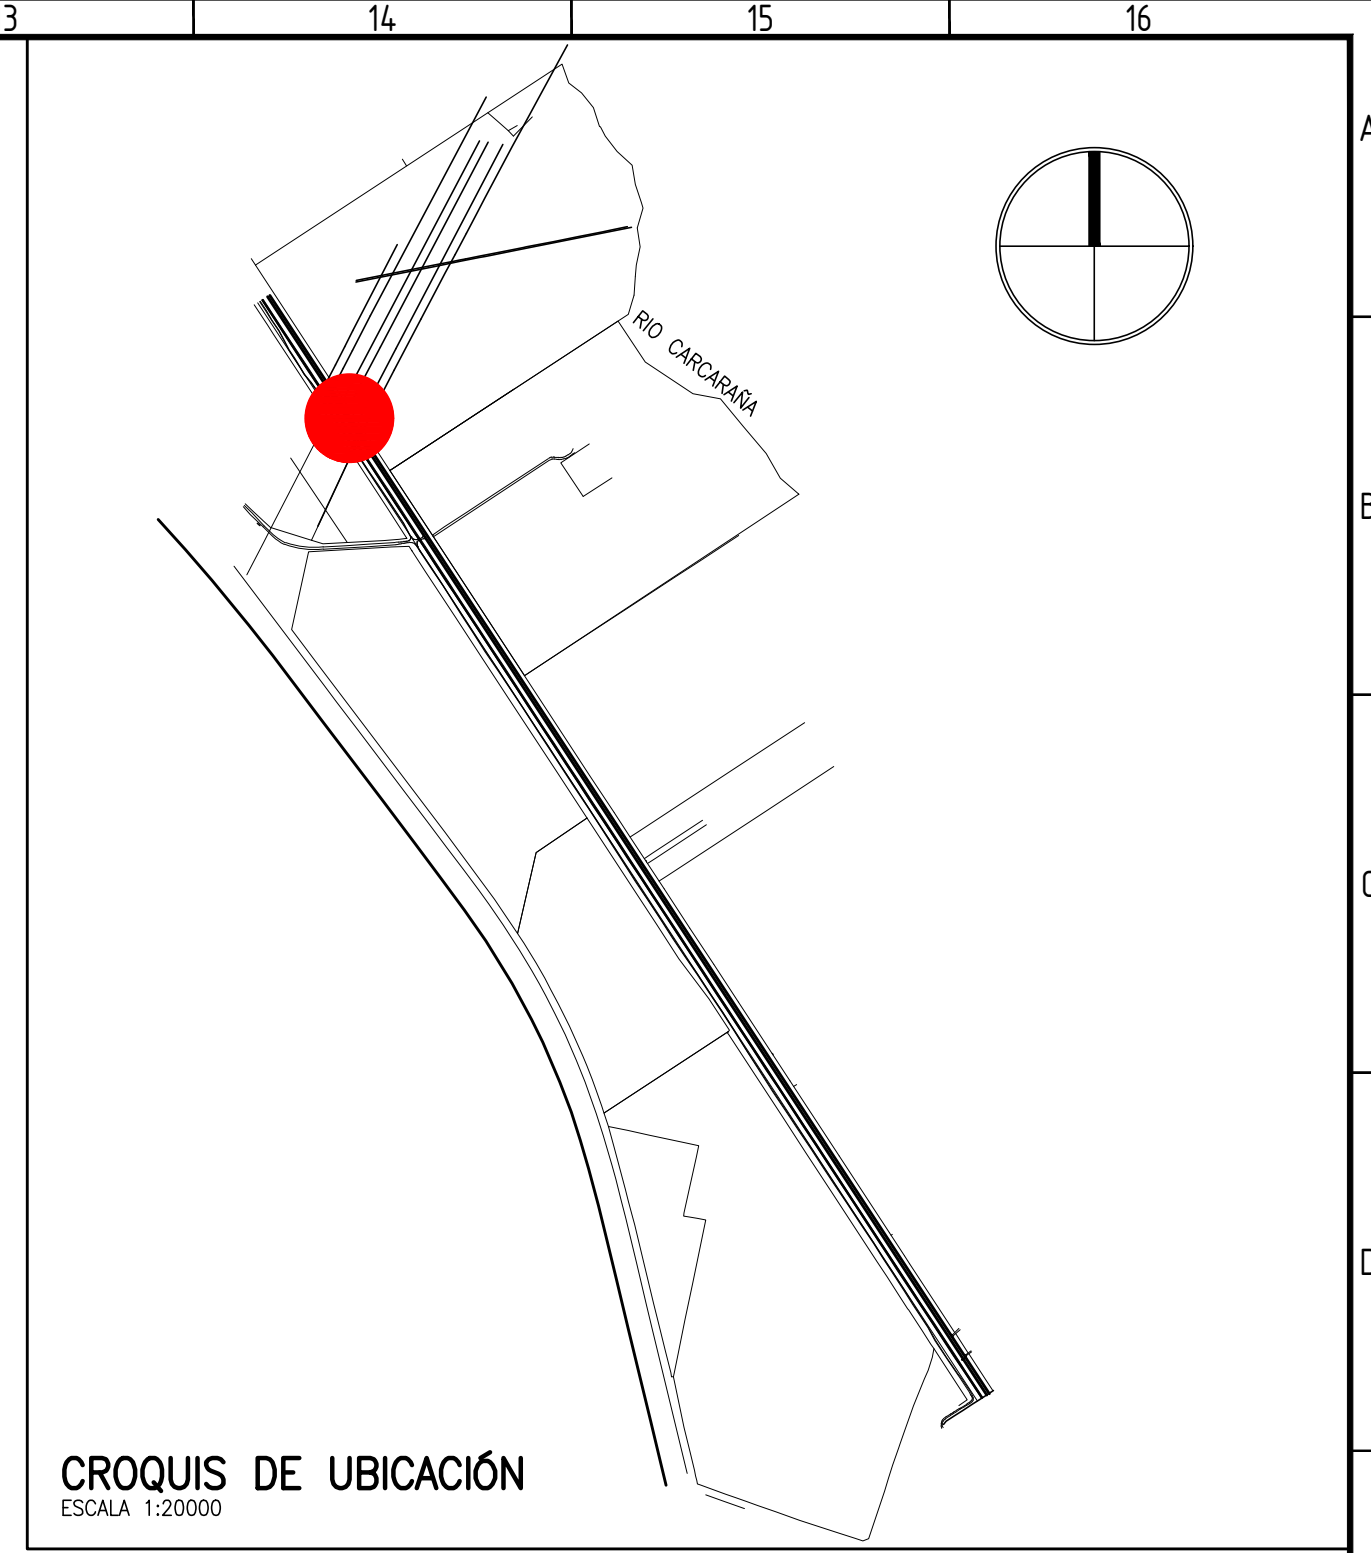 3 14 15 16
A
RIO CARCARAÑA
B
C
D
CROQUIS DE UBICACIÓN
ESCALA 1:20000